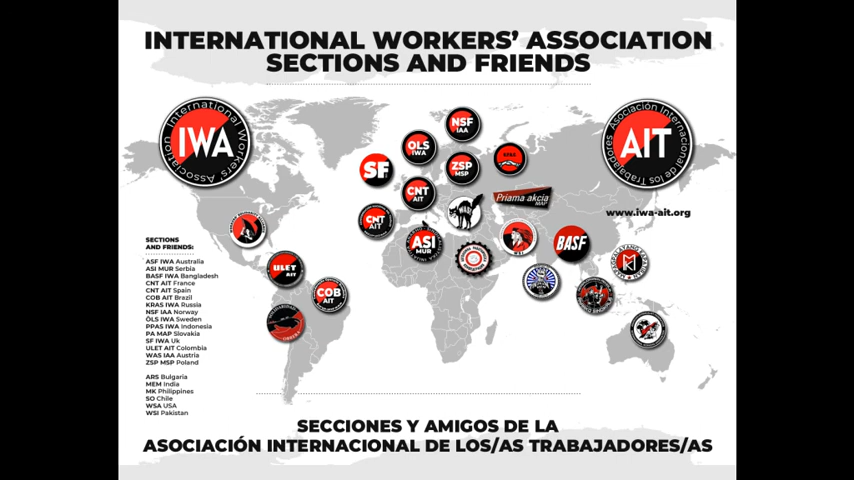 INTERNATIONAL WORKERS' ASSOCIATION
SECTIONS AND FRIENDS
International Workers Association
IWA
Asociación Internacional de los Trabajadores
AIT
NSF
IAA
OLS
IWA
SF
ZSP
MSP
KRAS
CNT
AIT
Priama akcia
MAP
WAS!
CNT
AIT
ASI
MUR
WSI
BASF
ULET
AIT
COB
AIT
MK
www.iwa-ait.org
SECTIONS
AND FRIENDS:
ASF IWA Australia
ASI MUR Serbia
BASF IWA Bangladesh
CNT AIT France
CNT AIT Spain
COB AIT Brazil
KRAS IWA Russia
NSF IAA Norway
ÖLS IWA Sweden
PPAS IWA Indonesia
PA MAP Slovakia
SF IWA Uk
ULET AIT Colombia
WAS IAA Austria
ZSP MSP Poland
ARS Bulgaria
MEM India
MK Philippines
SO Chile
WSA USA
WSI Pakistan
SECCIONES Y AMIGOS DE LA
ASOCIACIÓN INTERNACIONAL DE LOS/AS TRABAJADORES/AS